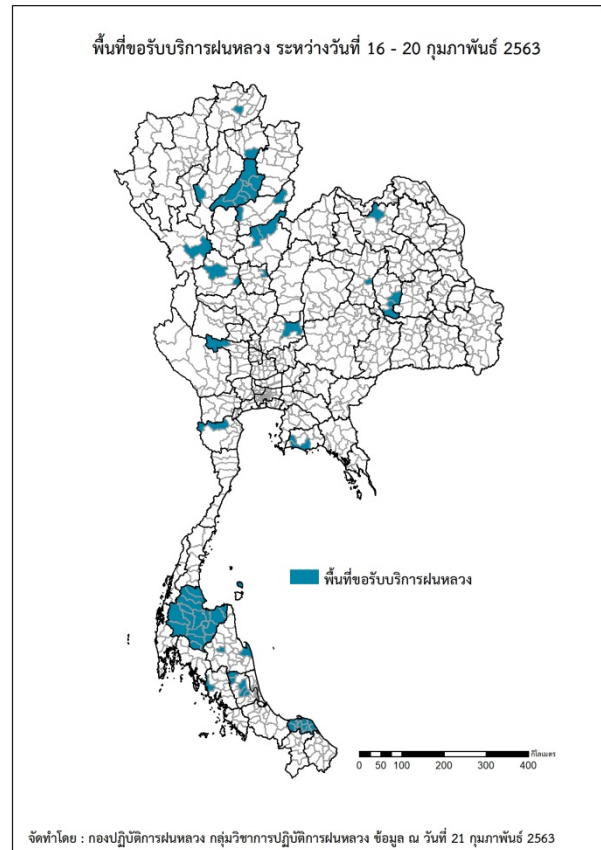 พื้นที่ขอรับบริการฝนหลวง ระหว่างวันที่ 16 - 20 กุมภาพันธ์ 2563
พื้นที่ขอรับบริการฝนหลวง
กิโลเมตร
0 50 100 200 300 400
จัดทำโดย : กองปฏิบัติการฝนหลวง กลุ่มวิชาการปฏิบัติการฝนหลวง ข้อมูล ณ วันที่ 21 กุมภาพันธ์ 2563